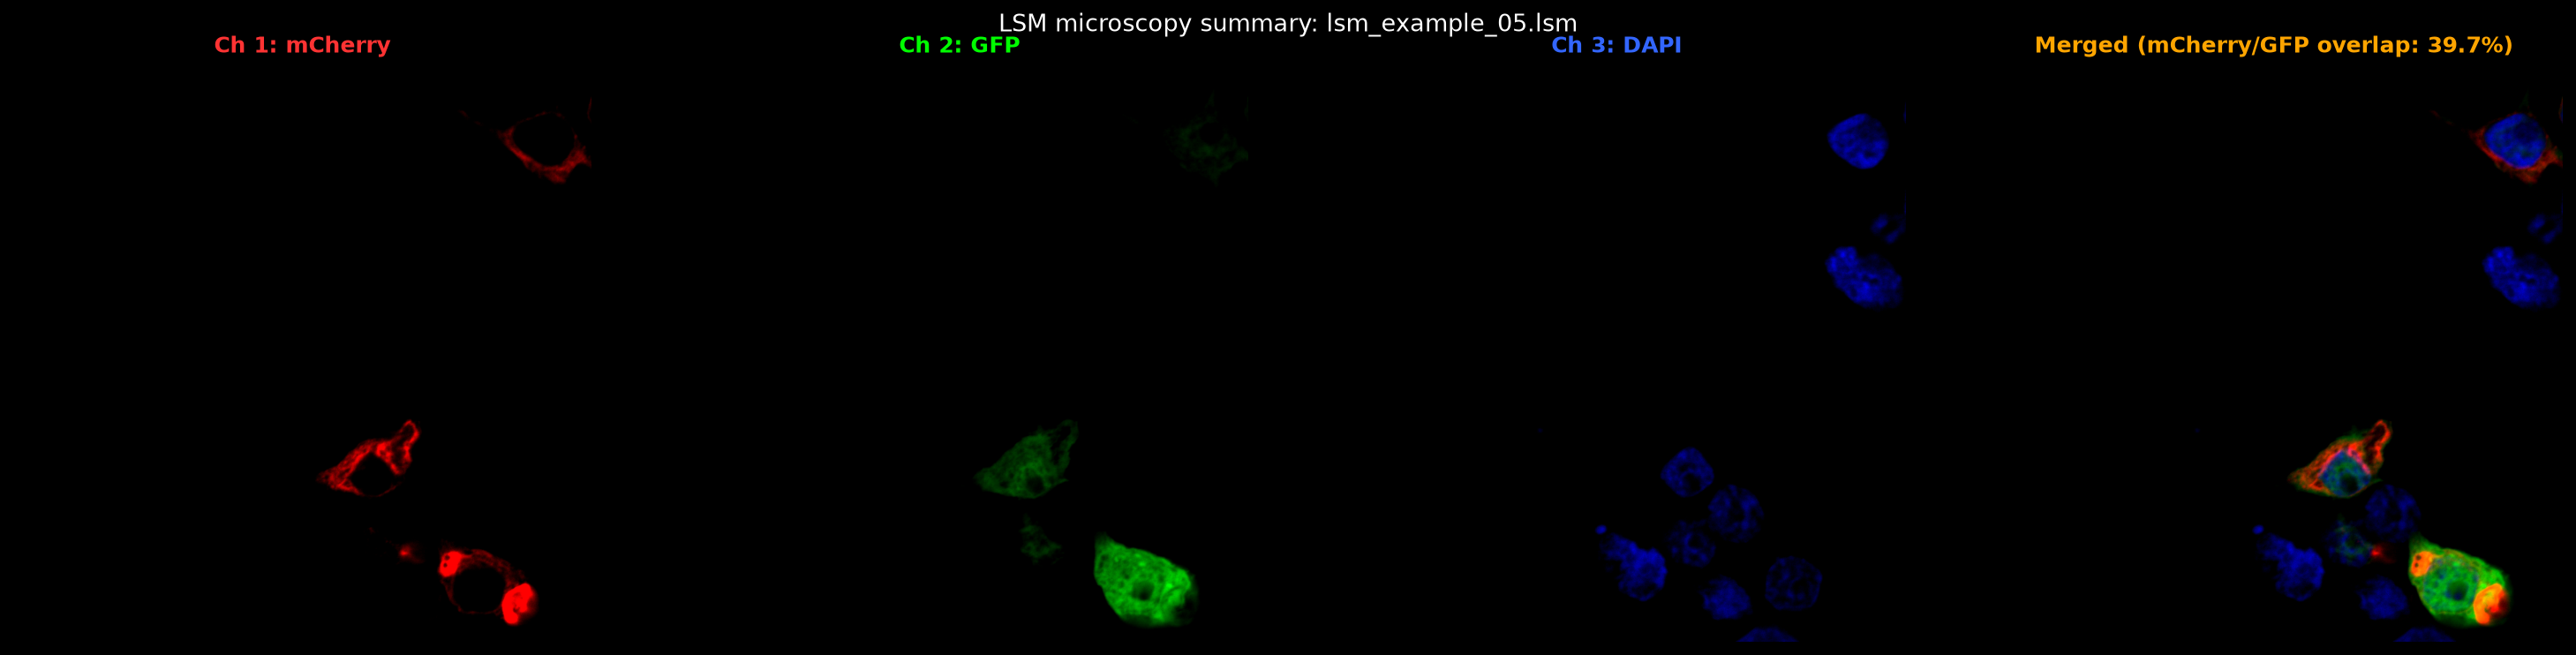 LSM microscopy summary: lsm_example_05.lsm
Ch 1: mCherry
Ch 2: GFP
Ch 3: DAPI
Merged (mCherry/GFP overlap: 39.7%)